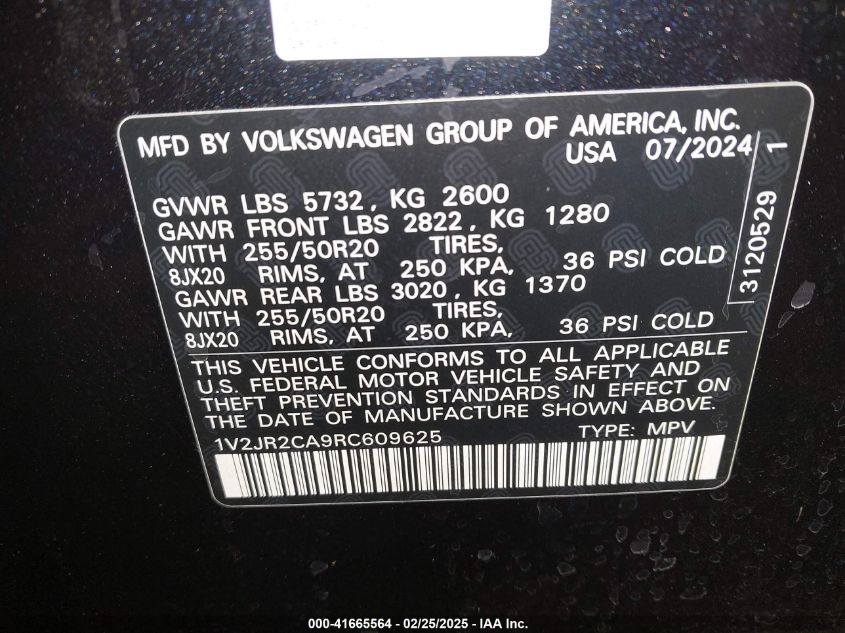 MFD BY VOLKSWAGEN GROUP OF AMERICA, INC.
USA 07/2024
GVWR LBS 5732, KG 2600
GAWR FRONT LBS 2822, KG 1280
WITH 255/50R20 TIRES,
8JX20 RIMS, AT 250 KPA, 36 PSI COLD
GAWR REAR LBS 3020, KG 1370
WITH 255/50R20 TIRES,
8JX20 RIMS, AT 250 KPA, 36 PSI COLD
3120529 1
THIS VEHICLE CONFORMS TO ALL APPLICABLE
U.S. FEDERAL MOTOR VEHICLE SAFETY AND
THEFT PREVENTION STANDARDS IN EFFECT ON
THE DATE OF MANUFACTURE SHOWN ABOVE.
1V2JR2CA9RC609625 TYPE: MPV
000-41665564 - 02/25/2025 - IAA Inc.